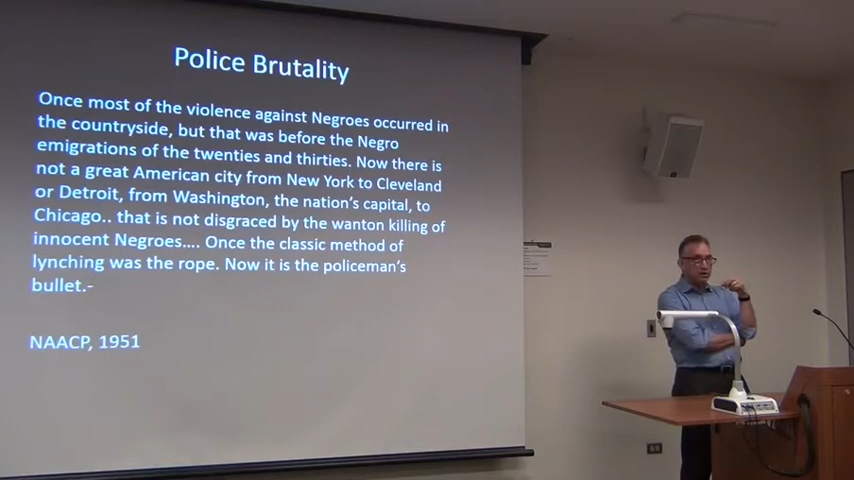 Police Brutality
Once most of the violence against Negroes occurred in
the countryside, but that was before the Negro
emigrations of the twenties and thirties. Now there is
not a great American city from New York to Cleveland
or Detroit, from Washington, the nation's capital, to
Chicago.. that is not disgraced by the wanton killing of
innocent Negroes.... Once the classic method of
lynching was the rope. Now it is the policeman's
bullet.-
NAACP, 1951